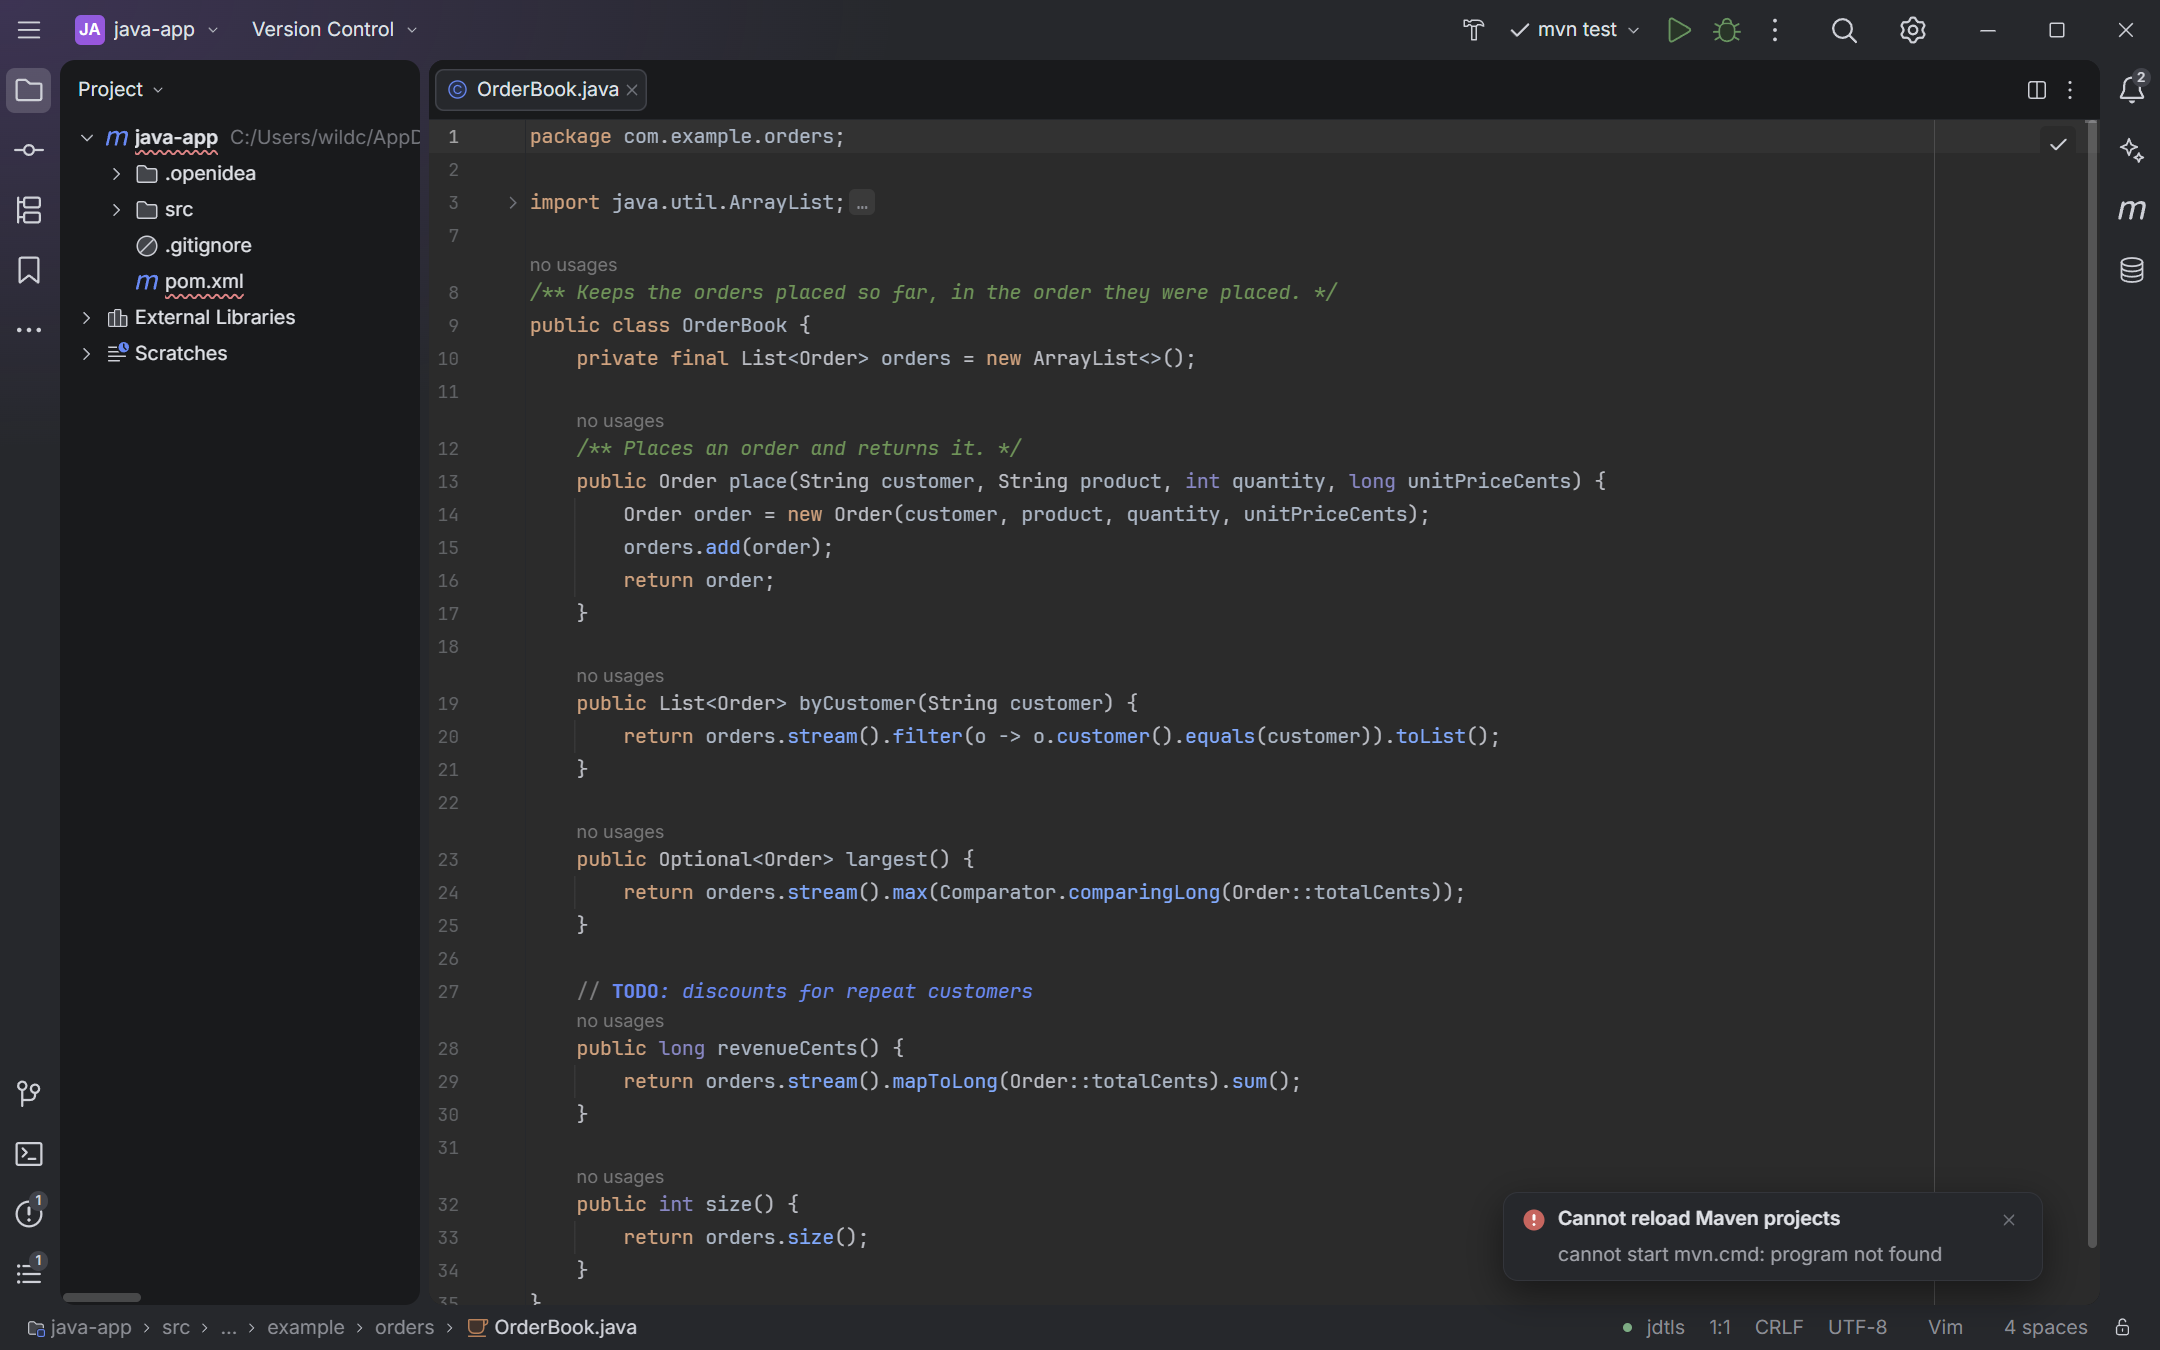 JA java-app Version Control mvn test
Project
OrderBook.java
2
java-app C:/Users/wildc/AppD
.openidea
src
.gitignore
m pom.xml
External Libraries
Scratches
1 package com.example.orders;
2
3 import java.util.ArrayList; ...
7
no usages
8 /** Keeps the orders placed so far, in the order they were placed. */
9 public class OrderBook {
10 private final List<Order> orders = new ArrayList<>();
11
no usages
12 /** Places an order and returns it. */
13 public Order place(String customer, String product, int quantity, long unitPriceCents) {
14 Order order = new Order(customer, product, quantity, unitPriceCents);
15 orders.add(order);
16 return order;
17 }
18
no usages
19 public List<Order> byCustomer(String customer) {
20 return orders.stream().filter(o -> o.customer().equals(customer)).toList();
21 }
22
no usages
23 public Optional<Order> largest() {
24 return orders.stream().max(Comparator.comparingLong(Order::totalCents));
25 }
26
27 // TODO: discounts for repeat customers
no usages
28 public long revenueCents() {
29 return orders.stream().mapToLong(Order::totalCents).sum();
30 }
31
no usages
32 public int size() {
33 return orders.size();
34 }
35 }
1
1
Cannot reload Maven projects
cannot start mvn.cmd: program not found
java-app › src › ... › example › orders › OrderBook.java
jdtls 1:1 CRLF UTF-8 Vim 4 spaces